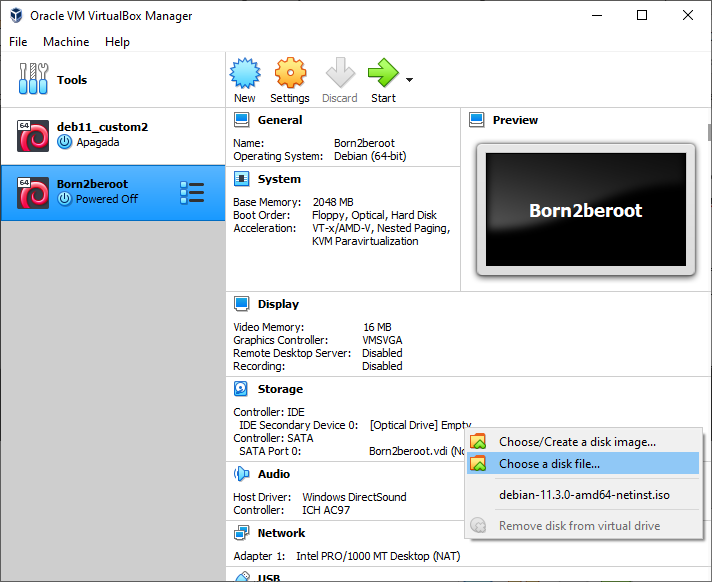 Oracle VM VirtualBox Manager
File Machine Help
Tools
New Settings Discard Start
64
deb11_custom2
Apagada
64
Born2beroot
Powered Off
General
Name: Born2beroot
Operating System: Debian (64-bit)
System
Base Memory: 2048 MB
Boot Order: Floppy, Optical, Hard Disk
Acceleration: VT-x/AMD-V, Nested Paging,
KVM Paravirtualization
Preview
Born2beroot
Display
Video Memory: 16 MB
Graphics Controller: VMSVGA
Remote Desktop Server: Disabled
Recording: Disabled
Storage
Controller: IDE
IDE Secondary Device 0: [Optical Drive] Empty
Controller: SATA
SATA Port 0: Born2beroot.vdi (No
Choose/Create a disk image...
Choose a disk file...
debian-11.3.0-amd64-netinst.iso
Remove disk from virtual drive
Audio
Host Driver: Windows DirectSound
Controller: ICH AC97
Network
Adapter 1: Intel PRO/1000 MT Desktop (NAT)
USB